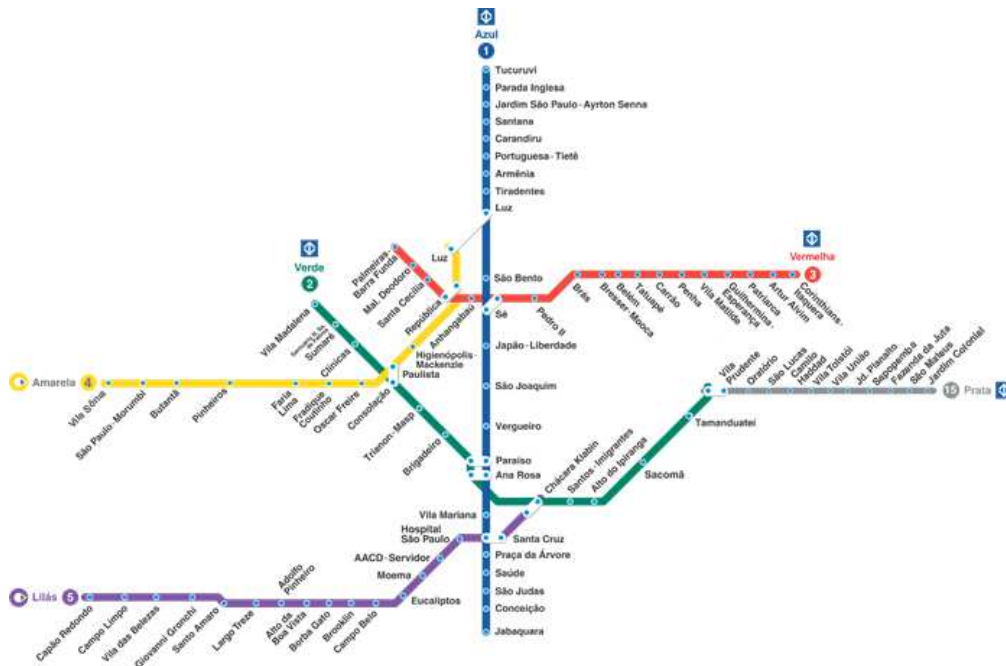 Azul
1
Tucuruvi
Parada Inglesa
Jardim São Paulo - Ayrton Senna
Santana
Carandiru
Portuguesa - Tietê
Armênia
Tiradentes
Luz
Luz
São Bento
Sé
Japão - Liberdade
São Joaquim
Vergueiro
Paraíso
Ana Rosa
Vila Mariana
Santa Cruz
Praça da Árvore
Saúde
São Judas
Conceição
Jabaquara
Verde
2
Vila Madalena
Santuário N. Sa.
de Fátima
Sumaré
Clínicas
Consolação
Trianon - Masp
Brigadeiro
Chácara Klabin
Santos - Imigrantes
Alto do Ipiranga
Sacomã
Tamanduateí
Vila
Prudente
Vermelha
3
Palmeiras -
Barra Funda
Mal. Deodoro
Santa Cecília
República
Anhangabaú
Pedro II
Brás
Bresser - Mooca
Belém
Tatuapé
Carrão
Penha
Vila Matilde
Guilhermina -
Esperança
Patriarca
Artur Alvim
Corinthians -
Itaquera
Amarela
4
Vila Sônia
São Paulo - Morumbi
Butantã
Pinheiros
Faria
Lima
Fradique
Coutinho
Oscar Freire
Paulista
Higienópolis -
Mackenzie
15
Prata
Oratório
São Lucas
Camilo
Haddad
Vila Tolstói
Vila União
Jd. Planalto
Sapopemba
Fazenda da Juta
São Mateus
Jardim Colonial
Lilás
5
Capão Redondo
Campo Limpo
Vila das Belezas
Giovanni Gronchi
Santo Amaro
Largo Treze
Adolfo
Pinheiro
Alto da
Boa Vista
Borba Gato
Brooklin
Campo Belo
Eucaliptos
Moema
AACD - Servidor
Hospital
São Paulo